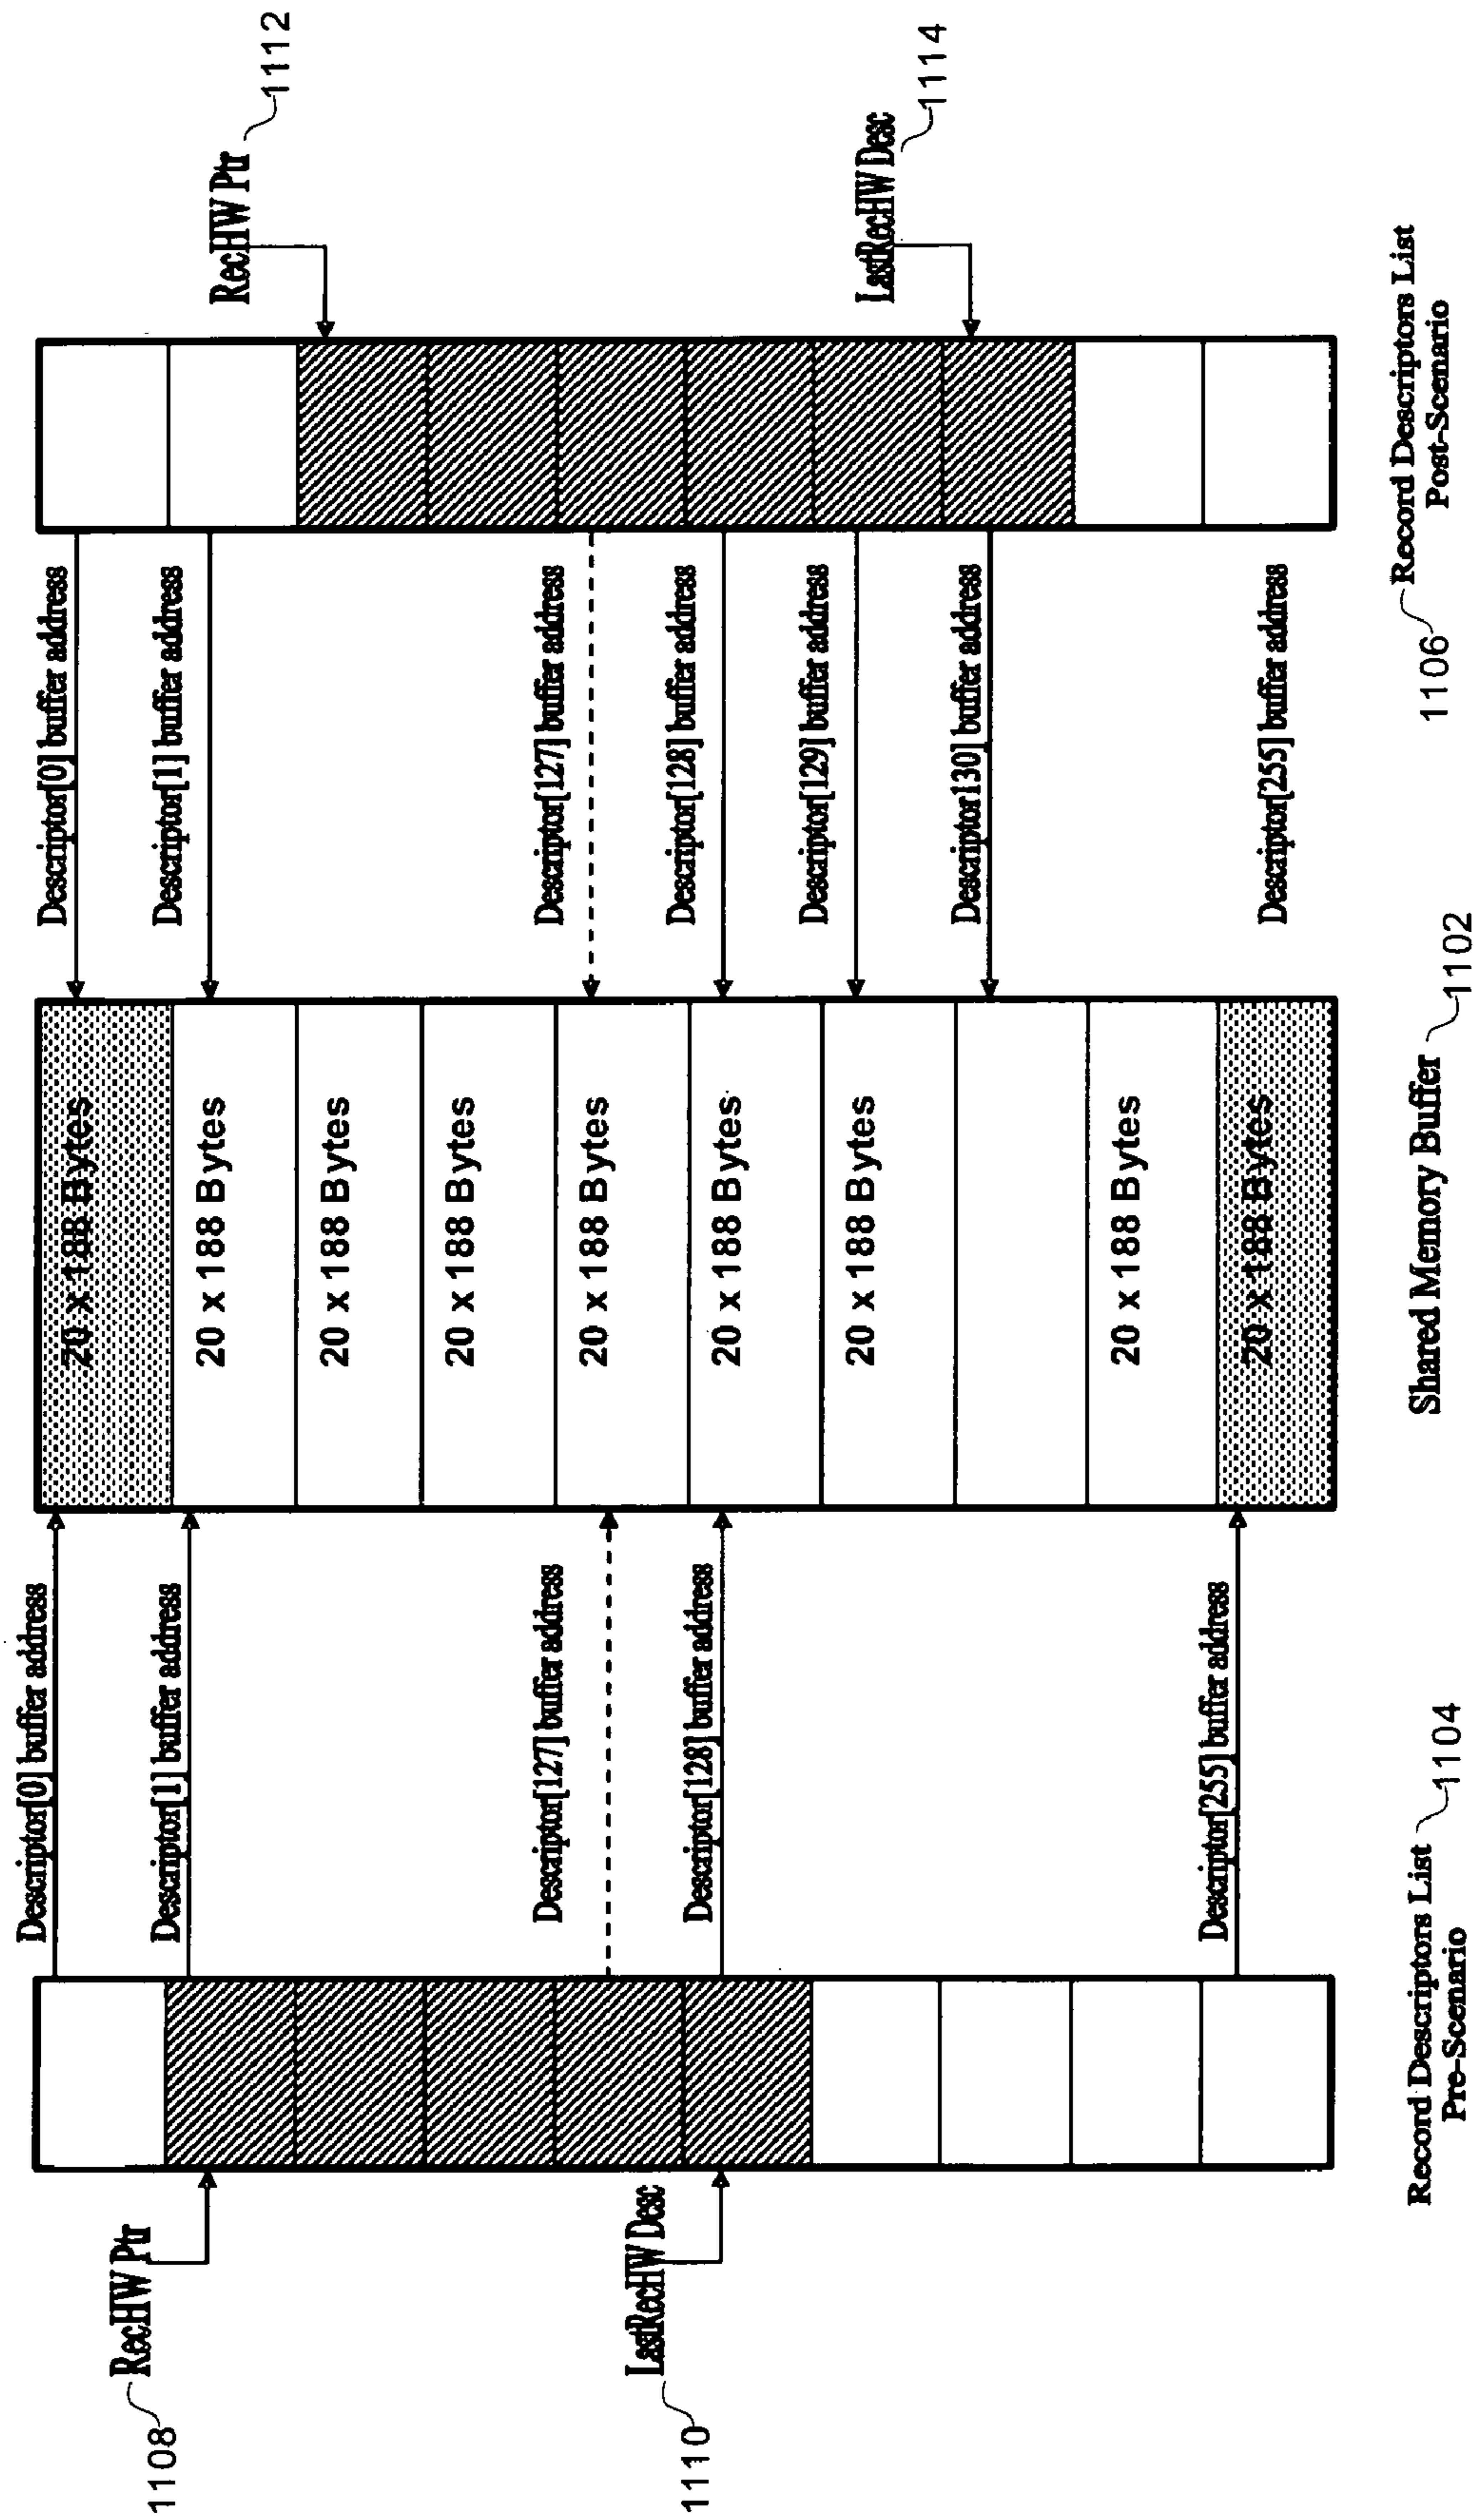 Descriptor[0] buffer address
Descriptor[0] buffer address
20 x 188 Bytes
RecHW Ptr
1108
Descriptor[1] buffer address
20 x 188 Bytes
Descriptor[1] buffer address
RecHW Ptr
1112
20 x 188 Bytes
20 x 188 Bytes
Descriptor[127] buffer address
20 x 188 Bytes
Descriptor[127] buffer address
LastRecHW Desc
1110
Descriptor[128] buffer address
20 x 188 Bytes
Descriptor[128] buffer address
20 x 188 Bytes
Descriptor[129] buffer address
LastRecHW Desc
1114
Descriptor130] buffer address
20 x 188 Bytes
Descriptor[255] buffer address
20 x 188 Bytes
Descriptor[255] buffer address
Record Descriptors List
Pre-Scenario
1104
Shared Memory Buffer
1102
1106
Record Descriptors List
Post-Scenario